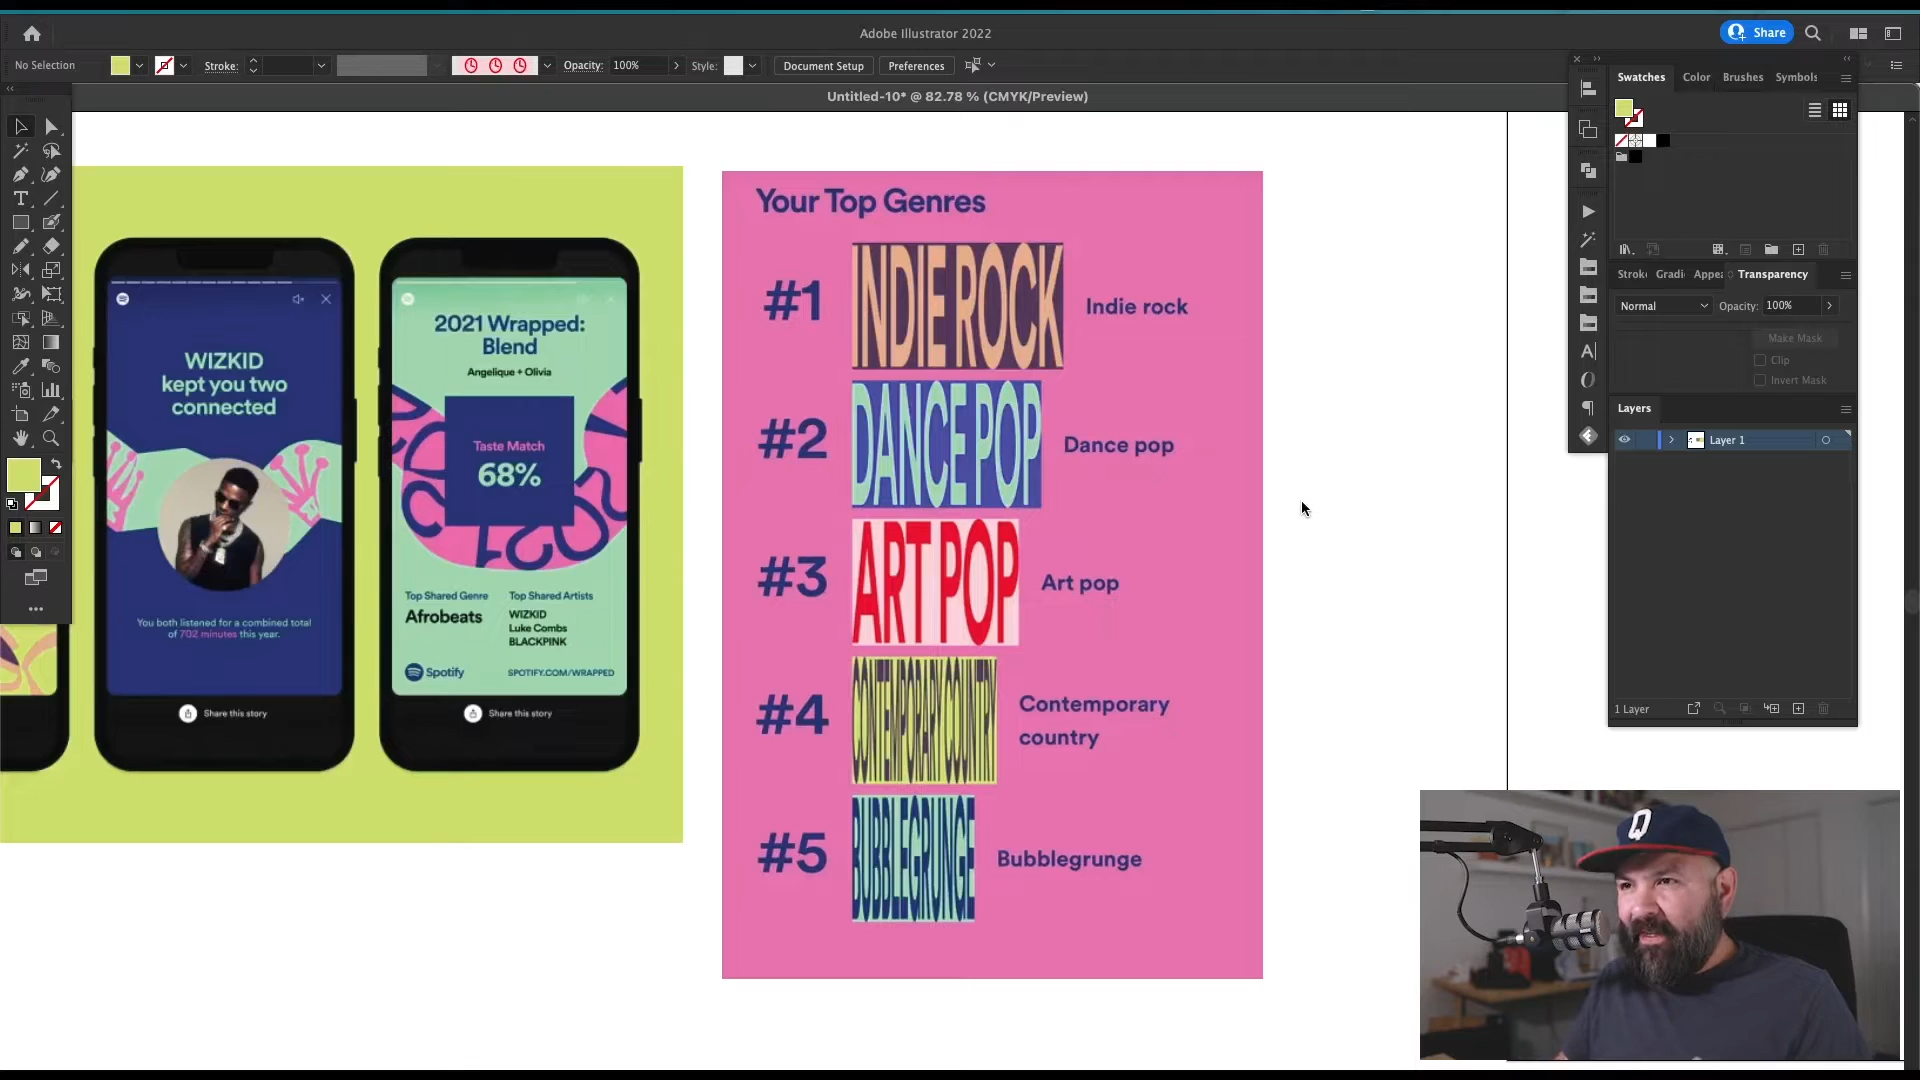 Adobe Illustrator 2022
Share
No Selection
Stroke:
Opacity:
100%
Style:
Document Setup
Preferences
Untitled-10* @ 82.78 % (CMYK/Preview)
WIZKID
kept you two
connected
You both listened for a combined total
of 702 minutes this year.
Share this story
2021 Wrapped:
Blend
Angelique + Olivia
Taste Match
68%
Top Shared Genre
Afrobeats
Top Shared Artists
WIZKID
Luke Combs
BLACKPINK
Spotify
SPOTIFY.COM/WRAPPED
Share this story
Your Top Genres
#1
INDIE ROCK
Indie rock
#2
DANCE POP
Dance pop
#3
ART POP
Art pop
#4
CONTEMPORARY COUNTRY
Contemporary
country
#5
BUBBLEGRUNGE
Bubblegrunge
Swatches
Color
Brushes
Symbols
Stroke
Gradi
Appea
Transparency
Normal
Opacity:
100%
Make Mask
Clip
Invert Mask
Layers
Layer 1
1 Layer
Q